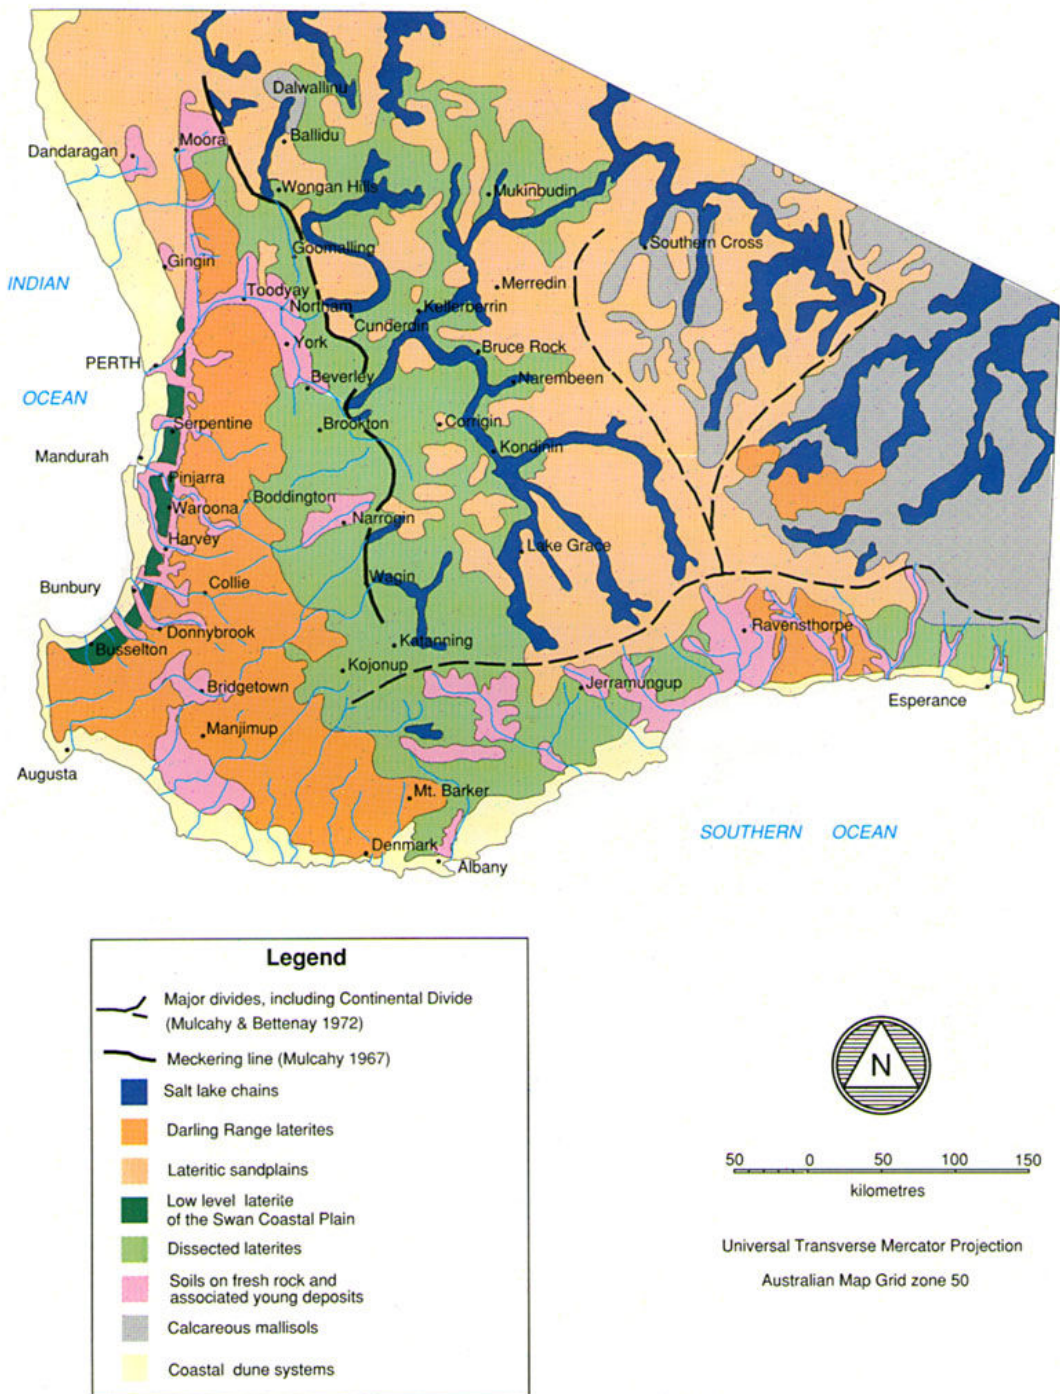 Dalwallinu
Moora
Ballidu
Dandaragan
Wongan Hills
Mukinbudin
Goomalling
Southern Cross
Gingin
INDIAN
Toodyay
Merredin
Northam
Kellerberrin
Cunderdin
York
Bruce Rock
PERTH
Beverley
Narembeen
OCEAN
Serpentine
Brookton
Corrigin
Mandurah
Kondinin
Pinjarra
Boddington
Waroona
Narrogin
Harvey
Lake Grace
Bunbury
Collie
Wagin
Donnybrook
Ravensthorpe
Busselton
Katanning
Kojonup
Bridgetown
Jerramungup
Esperance
Manjimup
Augusta
Mt. Barker
SOUTHERN OCEAN
Denmark
Albany
Legend
Major divides, including Continental Divide
(Mulcahy & Bettenay 1972)
Meckering line (Mulcahy 1967)
Salt lake chains
Darling Range laterites
Lateritic sandplains
Low level laterite
of the Swan Coastal Plain
Dissected laterites
Soils on fresh rock and
associated young deposits
Calcareous mallisols
Coastal dune systems
N
50 0 50 100 150
kilometres
Universal Transverse Mercator Projection
Australian Map Grid zone 50